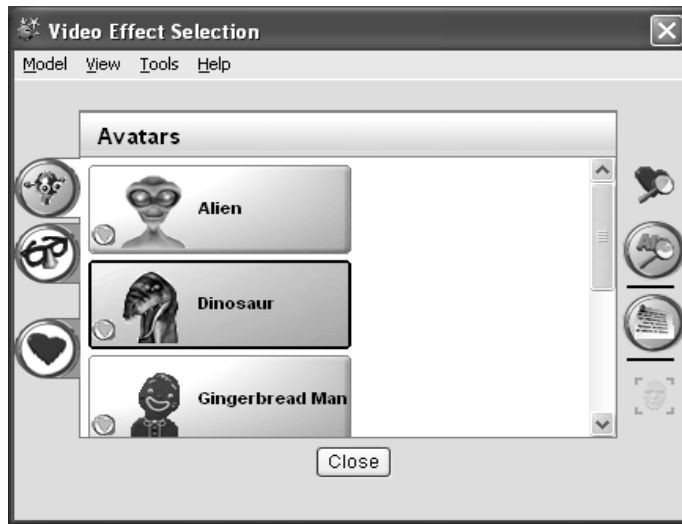 Video Effect Selection
Model View Tools Help
Avatars
Alien
Dinosaur
Gingerbread Man
Close